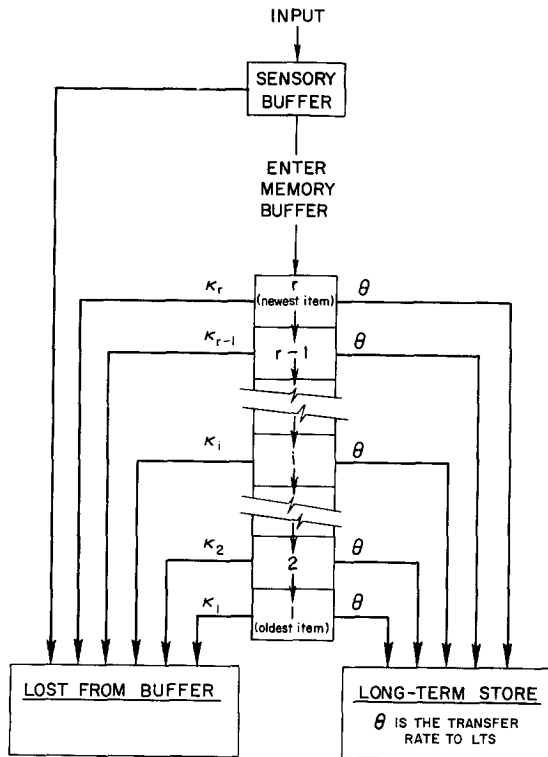 INPUT
SENSORY
BUFFER
ENTER
MEMORY
BUFFER
κr r θ
(newest item)
κr-1 r-1 θ
κi i θ
κ2 2 θ
κ1 1 θ
(oldest item)
LOST FROM BUFFER
LONG-TERM STORE
θ IS THE TRANSFER
RATE TO LTS